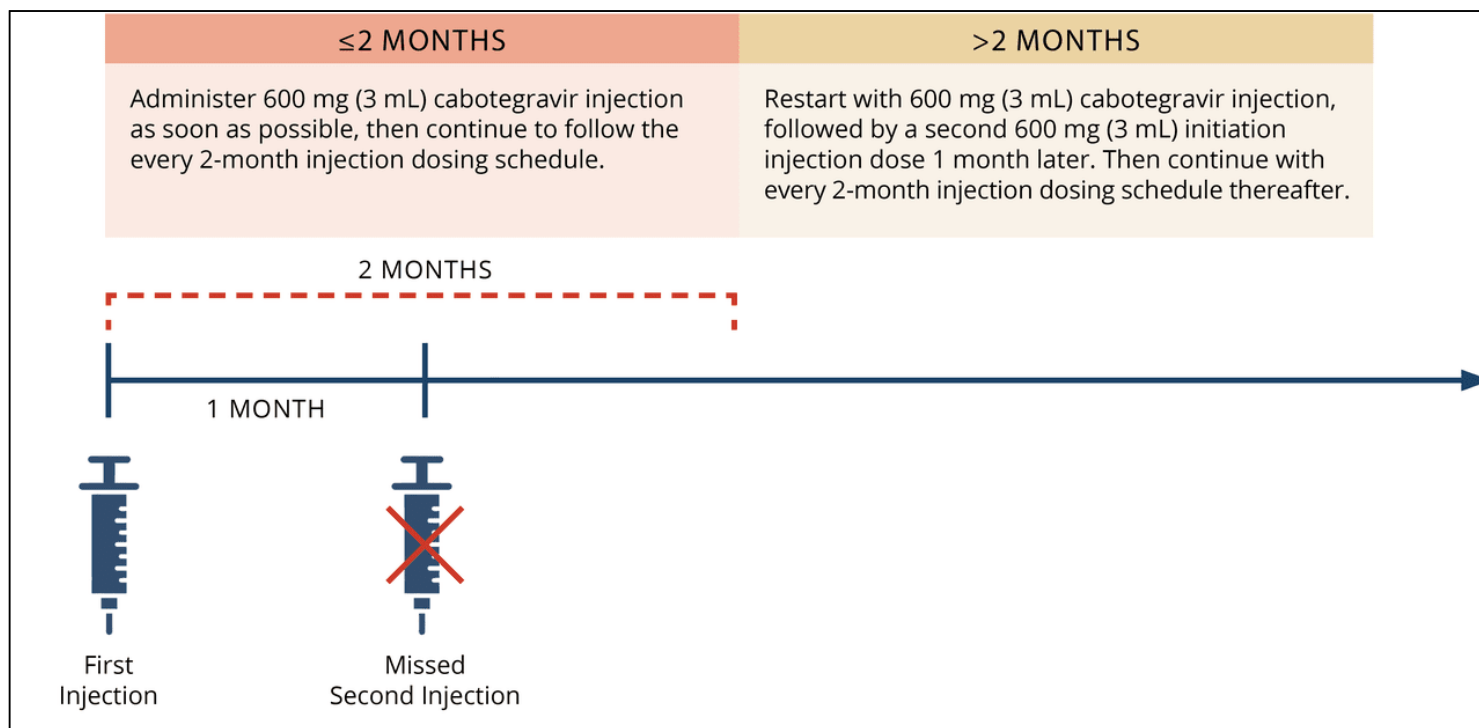 ≤2 MONTHS
>2 MONTHS
Administer 600 mg (3 mL) cabotegravir injection
as soon as possible, then continue to follow the
every 2-month injection dosing schedule.
Restart with 600 mg (3 mL) cabotegravir injection,
followed by a second 600 mg (3 mL) initiation
injection dose 1 month later. Then continue with
every 2-month injection dosing schedule thereafter.
2 MONTHS
1 MONTH
First
Injection
Missed
Second Injection